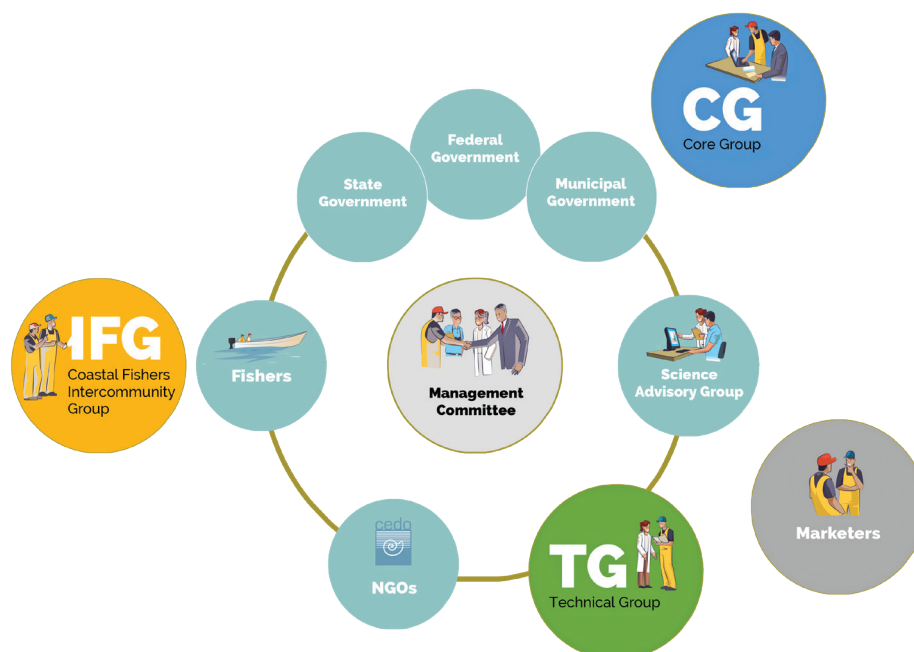 CG
Core Group
Federal
Government
State
Government
Municipal
Government
IFG
Coastal Fishers
Intercommunity
Group
Fishers
Management
Committee
Science
Advisory Group
Marketers
cedo
NGOs
TG
Technical Group